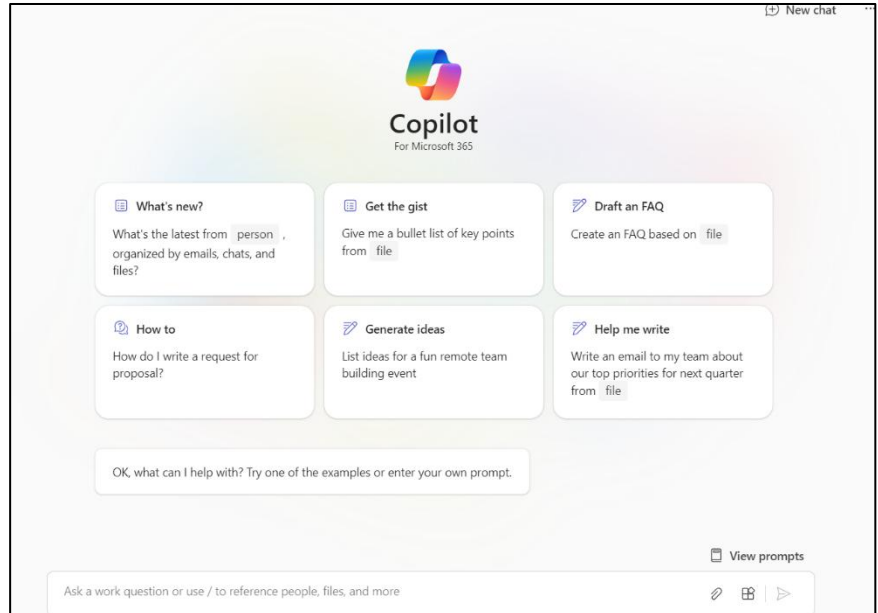 New chat
Copilot
For Microsoft 365
What's new?
What's the latest from person ,
organized by emails, chats, and
files?
Get the gist
Give me a bullet list of key points
from file
Draft an FAQ
Create an FAQ based on file
How to
How do I write a request for
proposal?
Generate ideas
List ideas for a fun remote team
building event
Help me write
Write an email to my team about
our top priorities for next quarter
from file
OK, what can I help with? Try one of the examples or enter your own prompt.
View prompts
Ask a work question or use / to reference people, files, and more